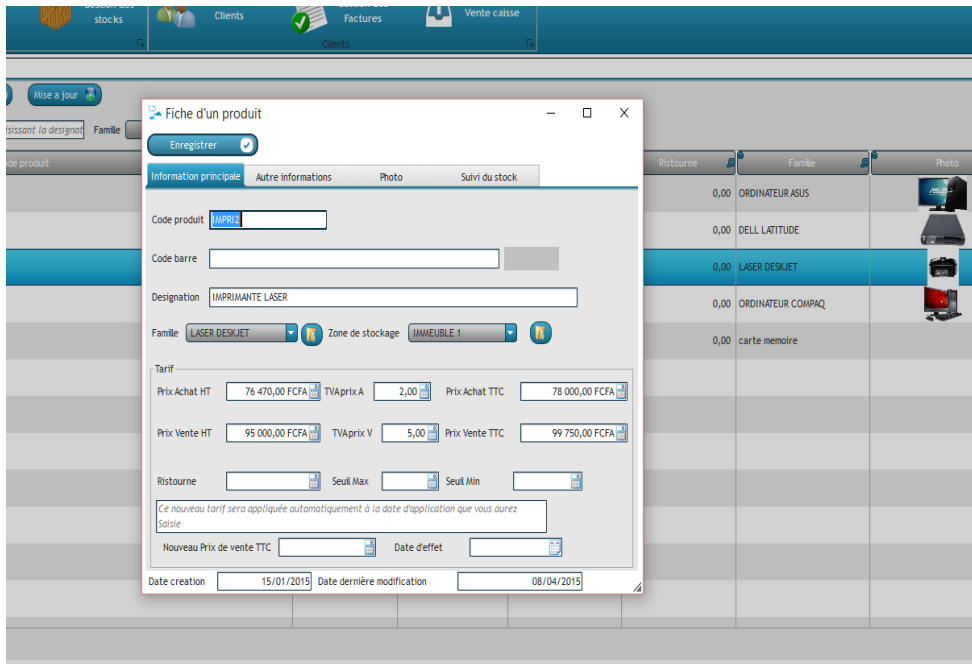 stocks
Clients
Factures
Vente caisse
Clients
Mise a jour
Famille
Fiche d'un produit
Enregistrer
Information principale Autre informations Photo Suivi du stock
Code produit IMPRI2
Code barre
Designation IMPRIMANTE LASER
Famille LASER DESKJET Zone de stockage IMMEUBLE 1
Tarif
Prix Achat HT 76 470,00 FCFA TVA prix A 2,00 Prix Achat TTC 78 000,00 FCFA
Prix Vente HT 95 000,00 FCFA TVA prix V 5,00 Prix Vente TTC 99 750,00 FCFA
Ristourne Seuil Max Seuil Min
Ce nouveau tarif sera appliquée automatiquement à la date d'application que vous aurez
Saisie
Nouveau Prix de vente TTC Date d'effet
Date creation 15/01/2015 Date dernière modification 08/04/2015
produit
Ristourne Famille Photo
0,00 ORDINATEUR ASUS
0,00 DELL LATITUDE
0,00 LASER DESKJET
0,00 ORDINATEUR COMPAQ
0,00 carte memoire